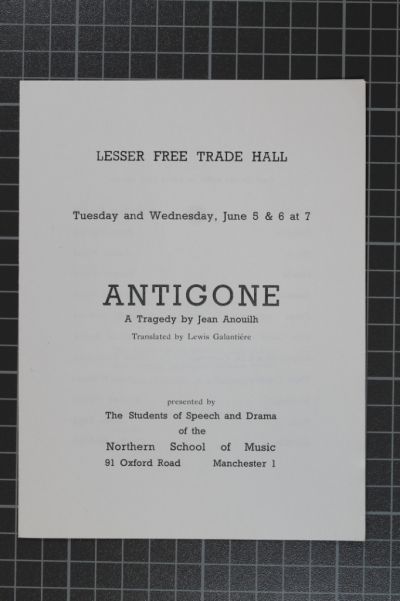 LESSER FREE TRADE HALL
Tuesday and Wednesday, June 5 & 6 at 7
ANTIGONE
A Tragedy by Jean Anouilh
Translated by Lewis Galantiére
presented by
The Students of Speech and Drama
of the
Northern School of Music
91 Oxford Road Manchester 1